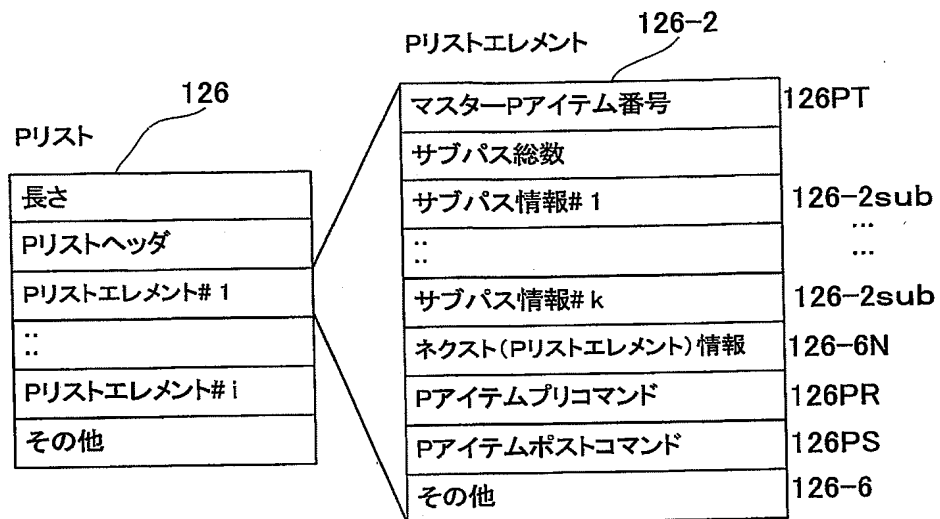 126
Pリスト
長さ
Pリストヘッダ
Pリストエレメント#1
::
Pリストエレメント#i
その他
126-2
Pリストエレメント
マスターPアイテム番号 126PT
サブパス総数
サブパス情報#1 126-2sub
:: ...
...
サブパス情報#k 126-2sub
ネクスト(Pリストエレメント)情報 126-6N
Pアイテムプリコマンド 126PR
Pアイテムポストコマンド 126PS
その他 126-6